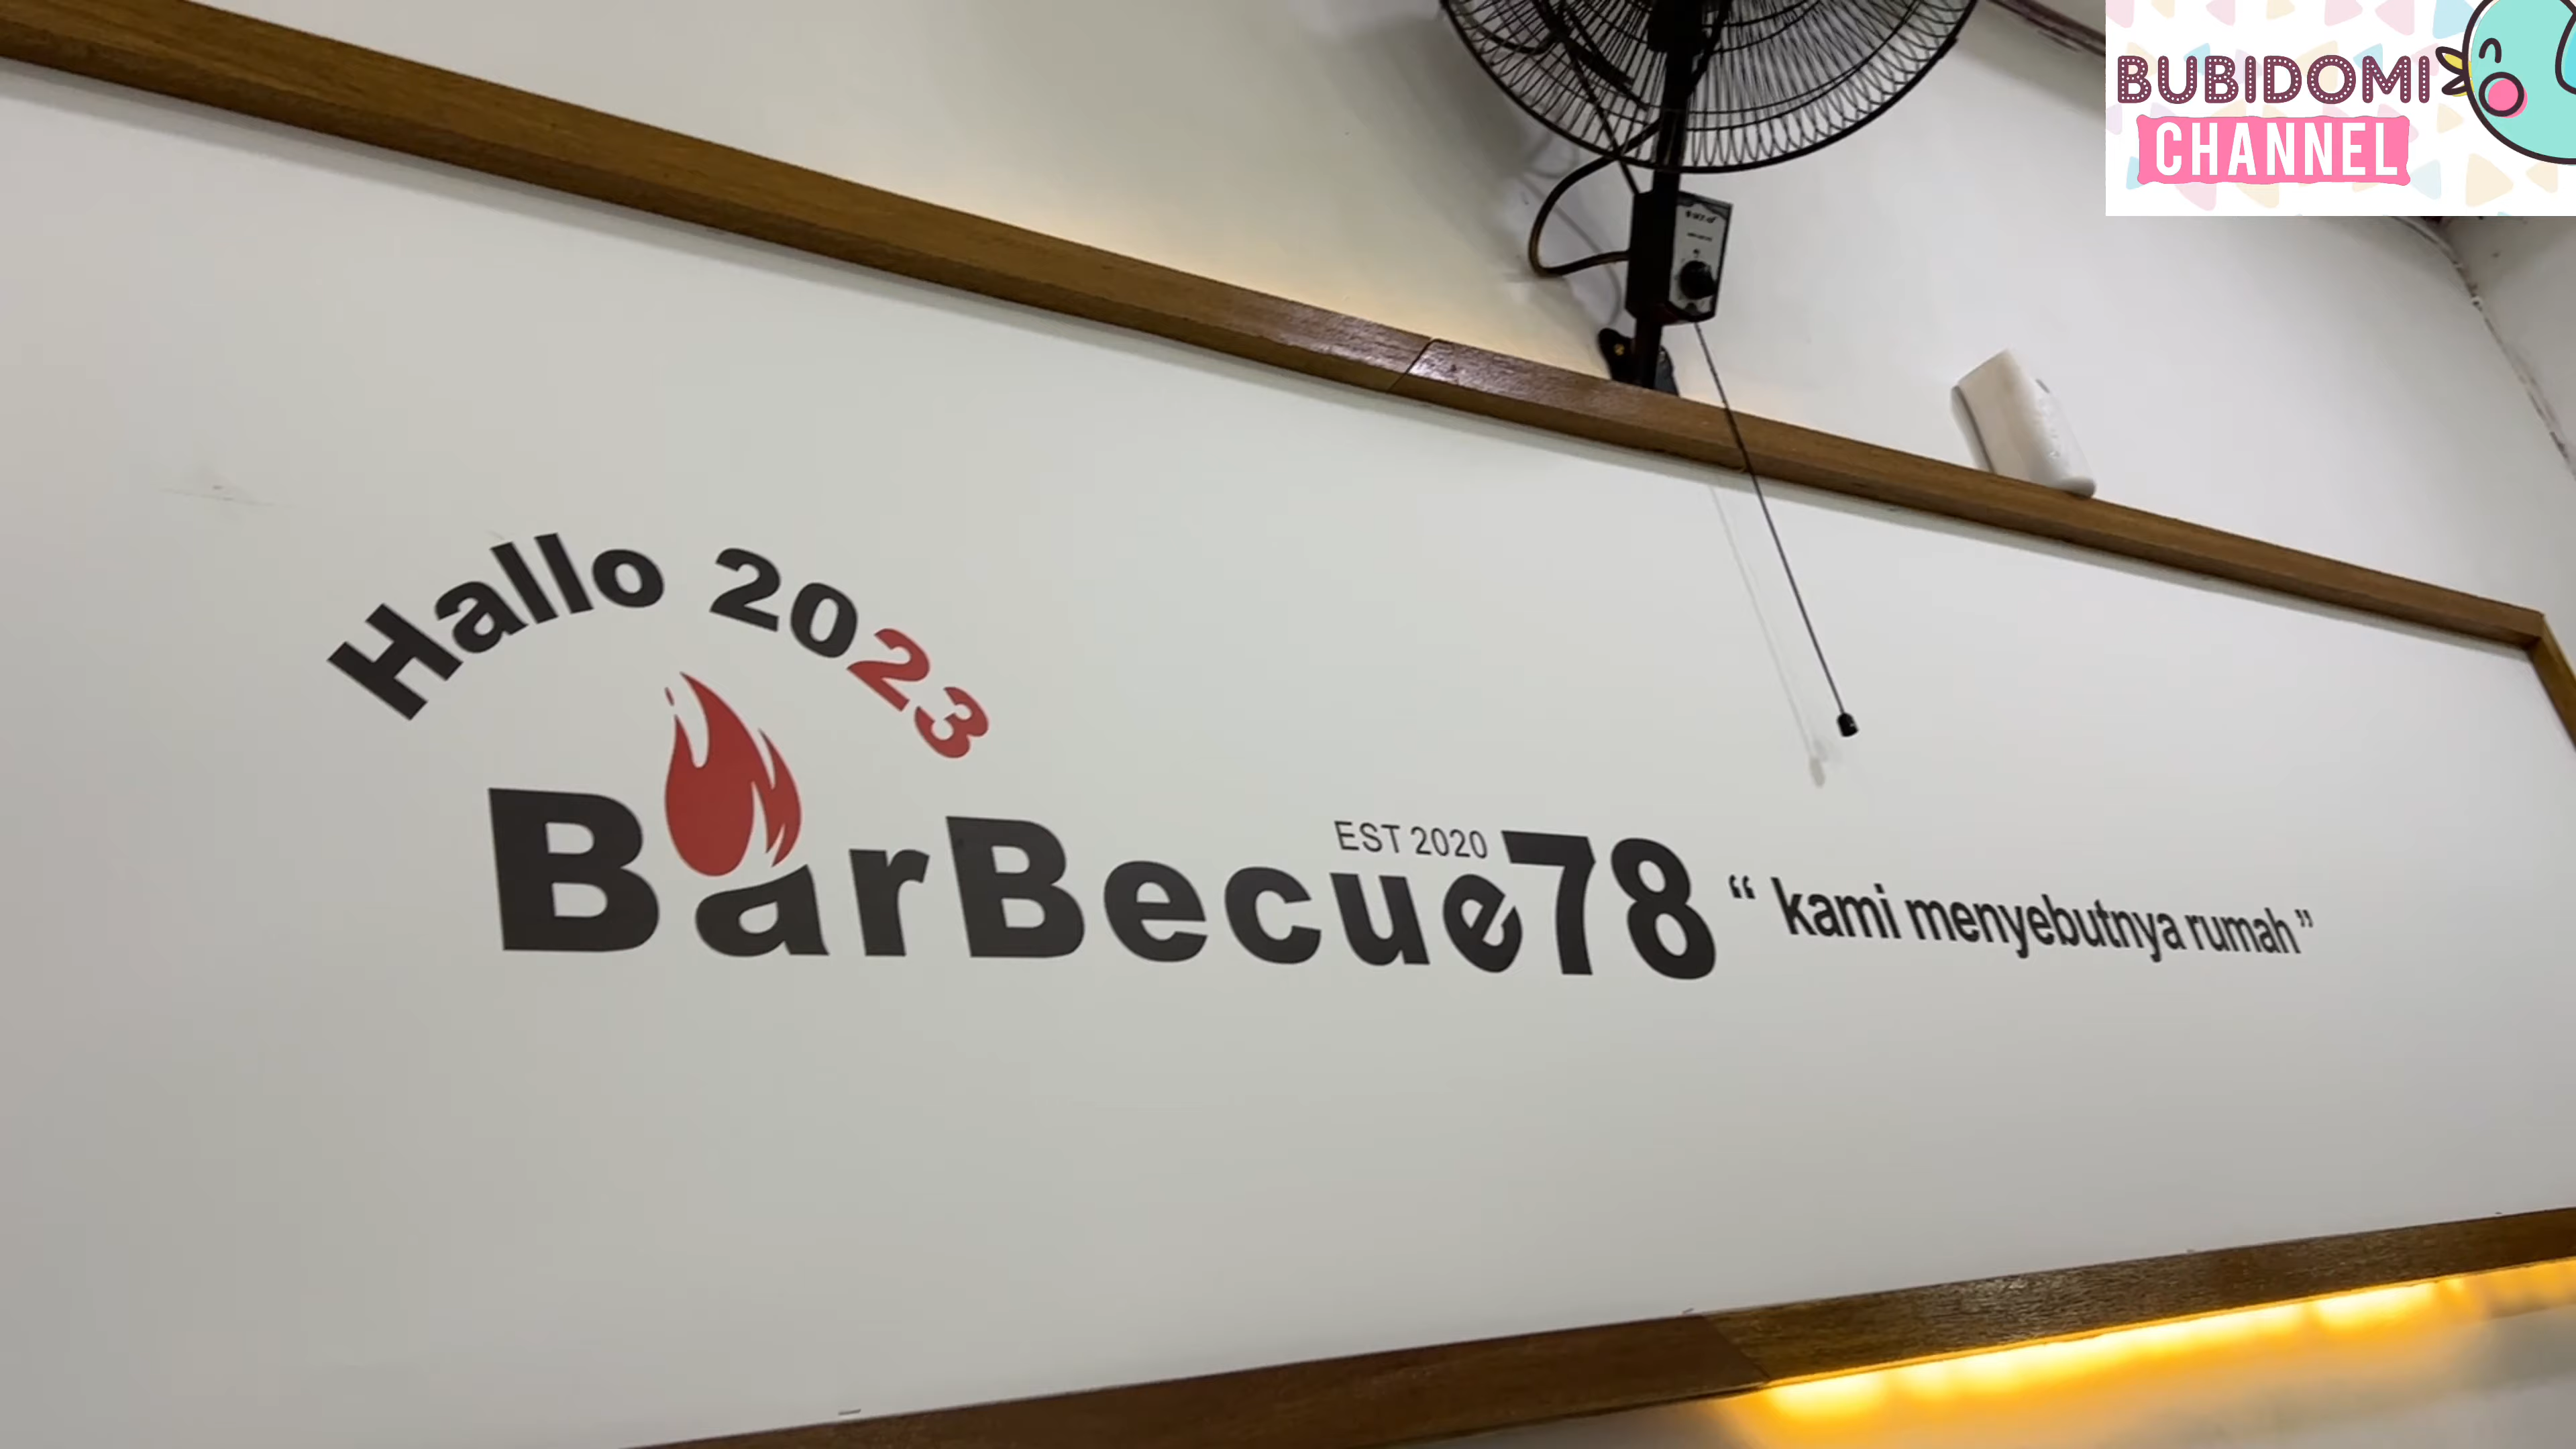 BUBIDOMI
CHANNEL
Hallo 2023
BarBecue78
EST 2020
“ kami menyebutnya rumah”